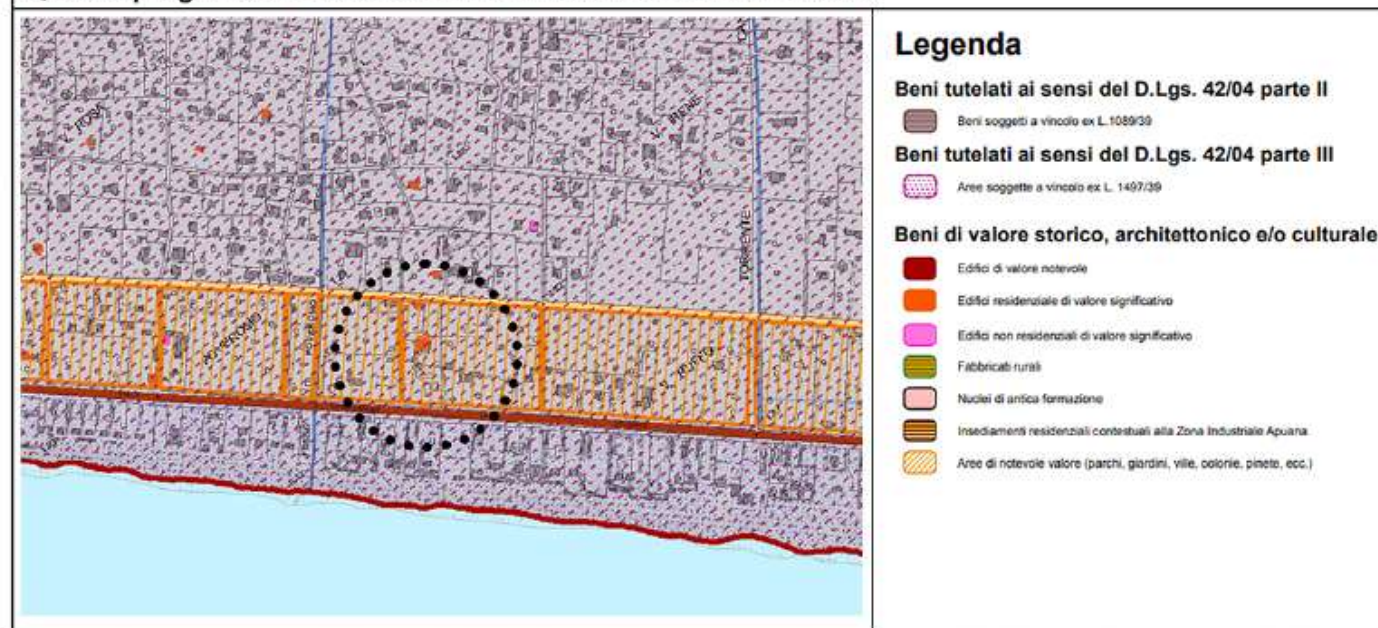 Legenda
Beni tutelati ai sensi del D.Lgs. 42/04 parte II
Beni soggetti a vincolo ex L.1089/39
Beni tutelati ai sensi del D.Lgs. 42/04 parte III
Aree soggette a vincolo ex L. 1497/39
Beni di valore storico, architettonico e/o culturale
Edifici di valore notevole
Edifici residenziale di valore significativo
Edifici non residenziali di valore significativo
Fabbricati rurali
Nuclei di antica formazione
Insediamenti residenziali contestuali alla Zona Industriale Apuana
Aree di notevole valore (parchi, giardini, ville, colonie, pinete, ecc.)
V. ROSA
V. IRENE
TORRENTE
POVEROMO